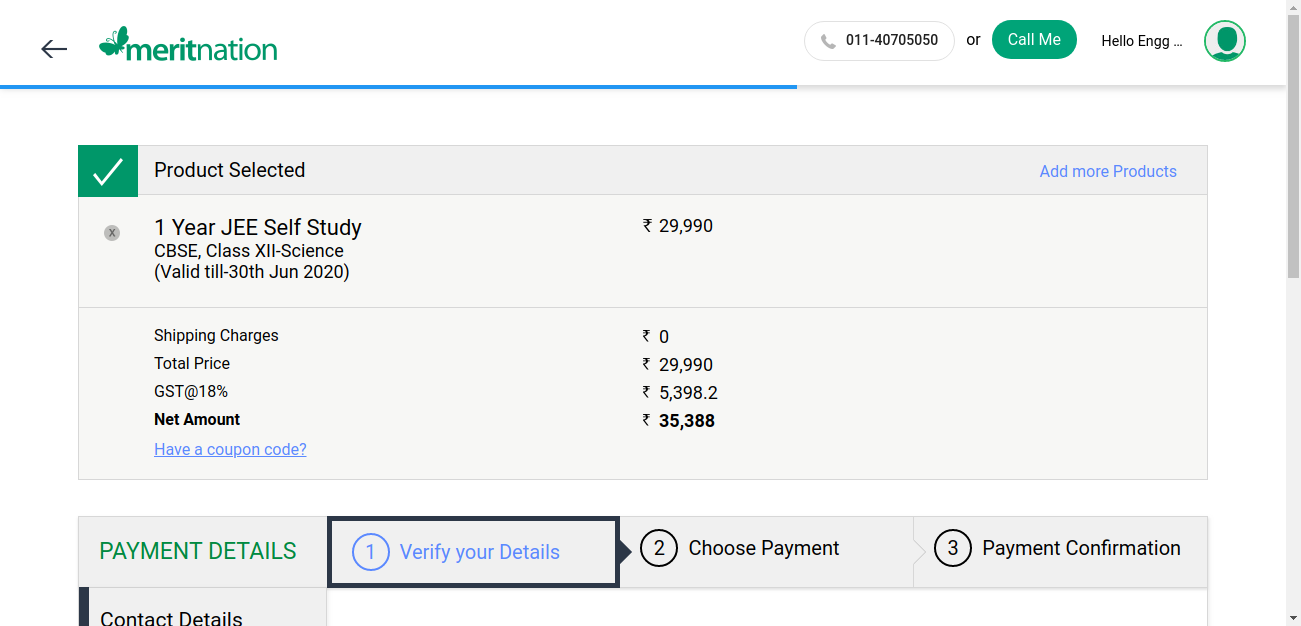 meritnation
011-40705050 or Call Me Hello Engg ...
Product Selected Add more Products
X 1 Year JEE Self Study ₹ 29,990
CBSE, Class XII-Science
(Valid till-30th Jun 2020)
Shipping Charges ₹ 0
Total Price ₹ 29,990
GST@18% ₹ 5,398.2
Net Amount ₹ 35,388
Have a coupon code?
PAYMENT DETAILS 1 Verify your Details 2 Choose Payment 3 Payment Confirmation
Contact Details